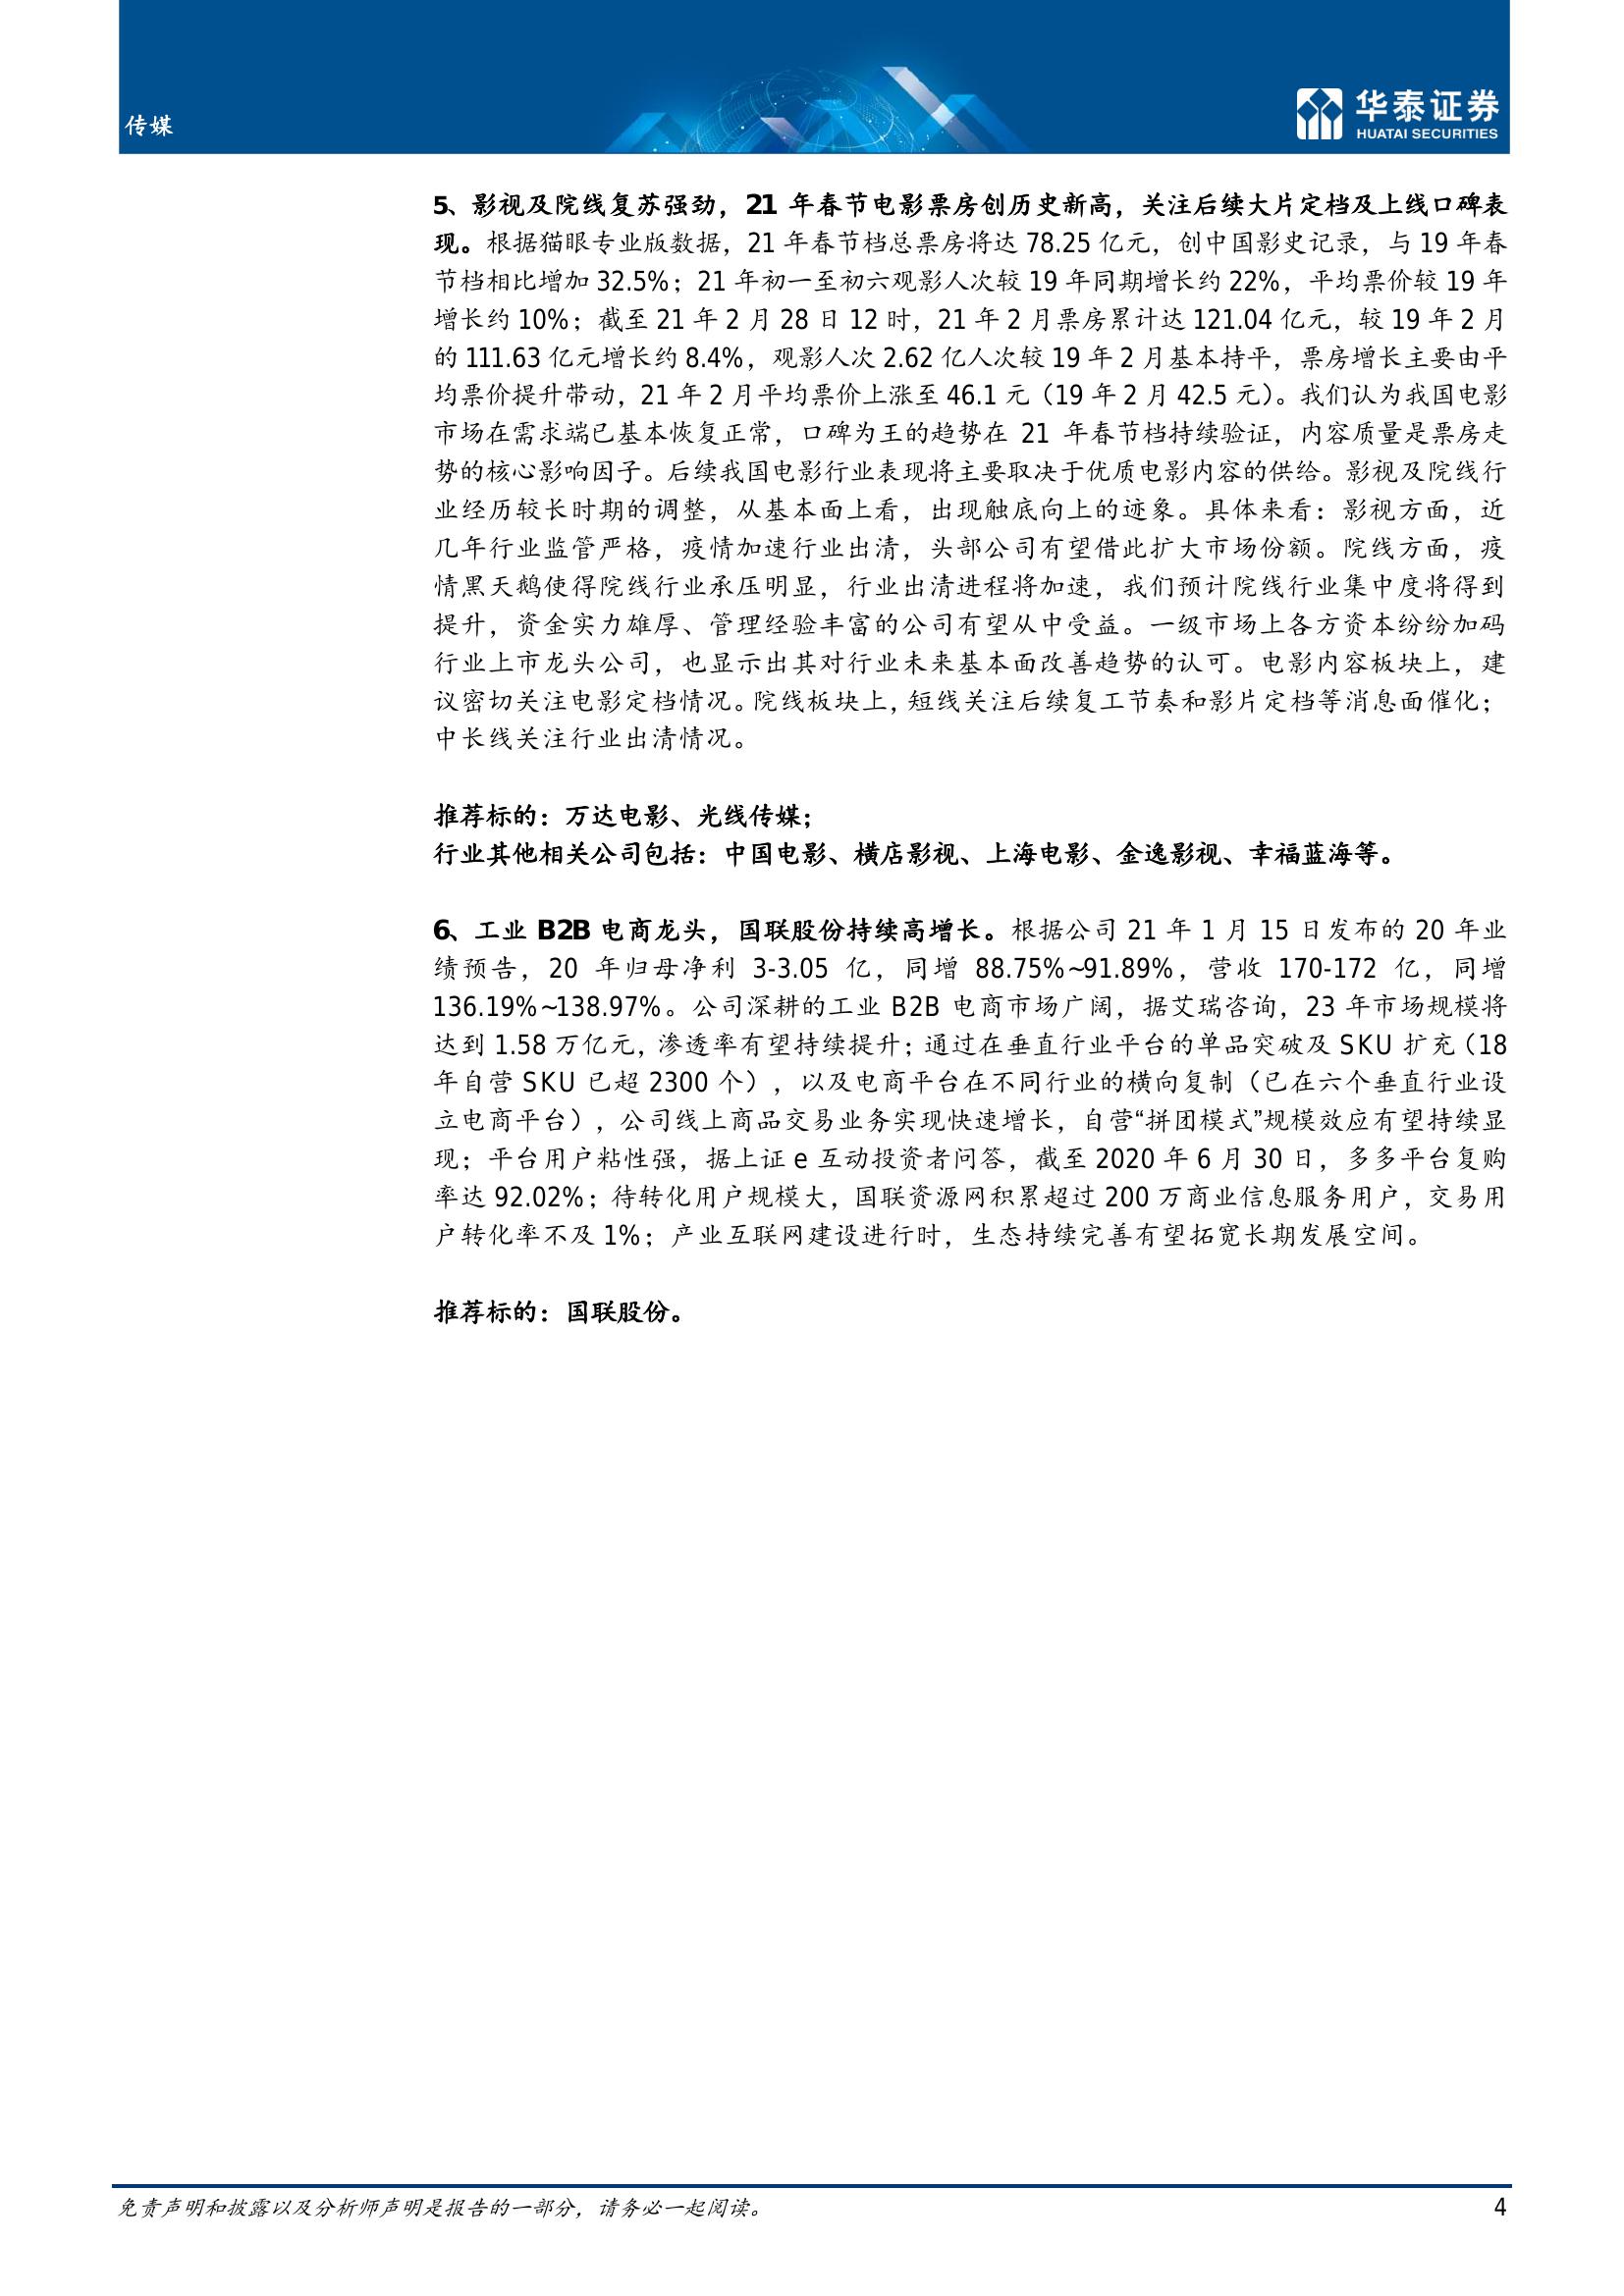 传媒
华泰证券
HUATAI SECURITIES
5、影视及院线复苏强劲，21 年春节电影票房创历史新高，关注后续大片定档及上线口碑表
现。根据猫眼专业版数据，21 年春节档总票房将达 78.25 亿元，创中国影史记录，与 19 年春
节档相比增加 32.5%；21 年初一至初六观影人次较 19 年同期增长约 22%，平均票价较 19 年
增长约 10%；截至 21 年 2 月 28 日 12 时，21 年 2 月票房累计达 121.04 亿元，较 19 年 2 月
的 111.63 亿元增长约 8.4%，观影人次 2.62 亿人次较 19 年 2 月基本持平，票房增长主要由平
均票价提升带动，21 年 2 月平均票价上涨至 46.1 元（19 年 2 月 42.5 元）。我们认为我国电影
市场在需求端已基本恢复正常，口碑为王的趋势在 21 年春节档持续验证，内容质量是票房走
势的核心影响因子。后续我国电影行业表现将主要取决于优质电影内容的供给。影视及院线行
业经历较长时期的调整，从基本面上看，出现触底向上的迹象。具体来看：影视方面，近
几年行业监管严格，疫情加速行业出清，头部公司有望借此扩大市场份额。院线方面，疫
情黑天鹅使得院线行业承压明显，行业出清进程将加速，我们预计院线行业集中度将得到
提升，资金实力雄厚、管理经验丰富的公司有望从中受益。一级市场上各方资本纷纷加码
行业上市龙头公司，也显示出其对行业未来基本面改善趋势的认可。电影内容板块上，建
议密切关注电影定档情况。院线板块上，短线关注后续复工节奏和影片定档等消息面催化；
中长线关注行业出清情况。
推荐标的：万达电影、光线传媒；
行业其他相关公司包括：中国电影、横店影视、上海电影、金逸影视、幸福蓝海等。
6、工业 B2B 电商龙头，国联股份持续高增长。根据公司 21 年 1 月 15 日发布的 20 年业
绩预告，20 年归母净利 3-3.05 亿，同增 88.75%~91.89%，营收 170-172 亿，同增
136.19%~138.97%。公司深耕的工业 B2B 电商市场广阔，据艾瑞咨询，23 年市场规模将
达到 1.58 万亿元，渗透率有望持续提升；通过在垂直行业平台的单品突破及 SKU 扩充（18
年自营 SKU 已超 2300 个），以及电商平台在不同行业的横向复制（已在六个垂直行业设
立电商平台），公司线上商品交易业务实现快速增长，自营“拼团模式”规模效应有望持续显
现；平台用户粘性强，据上证 e 互动投资者问答，截至 2020 年 6 月 30 日，多多平台复购
率达 92.02%；待转化用户规模大，国联资源网积累超过 200 万商业信息服务用户，交易用
户转化率不及 1%；产业互联网建设进行时，生态持续完善有望拓宽长期发展空间。
推荐标的：国联股份。
免责声明和披露以及分析师声明是报告的一部分，请务必一起阅读。
4